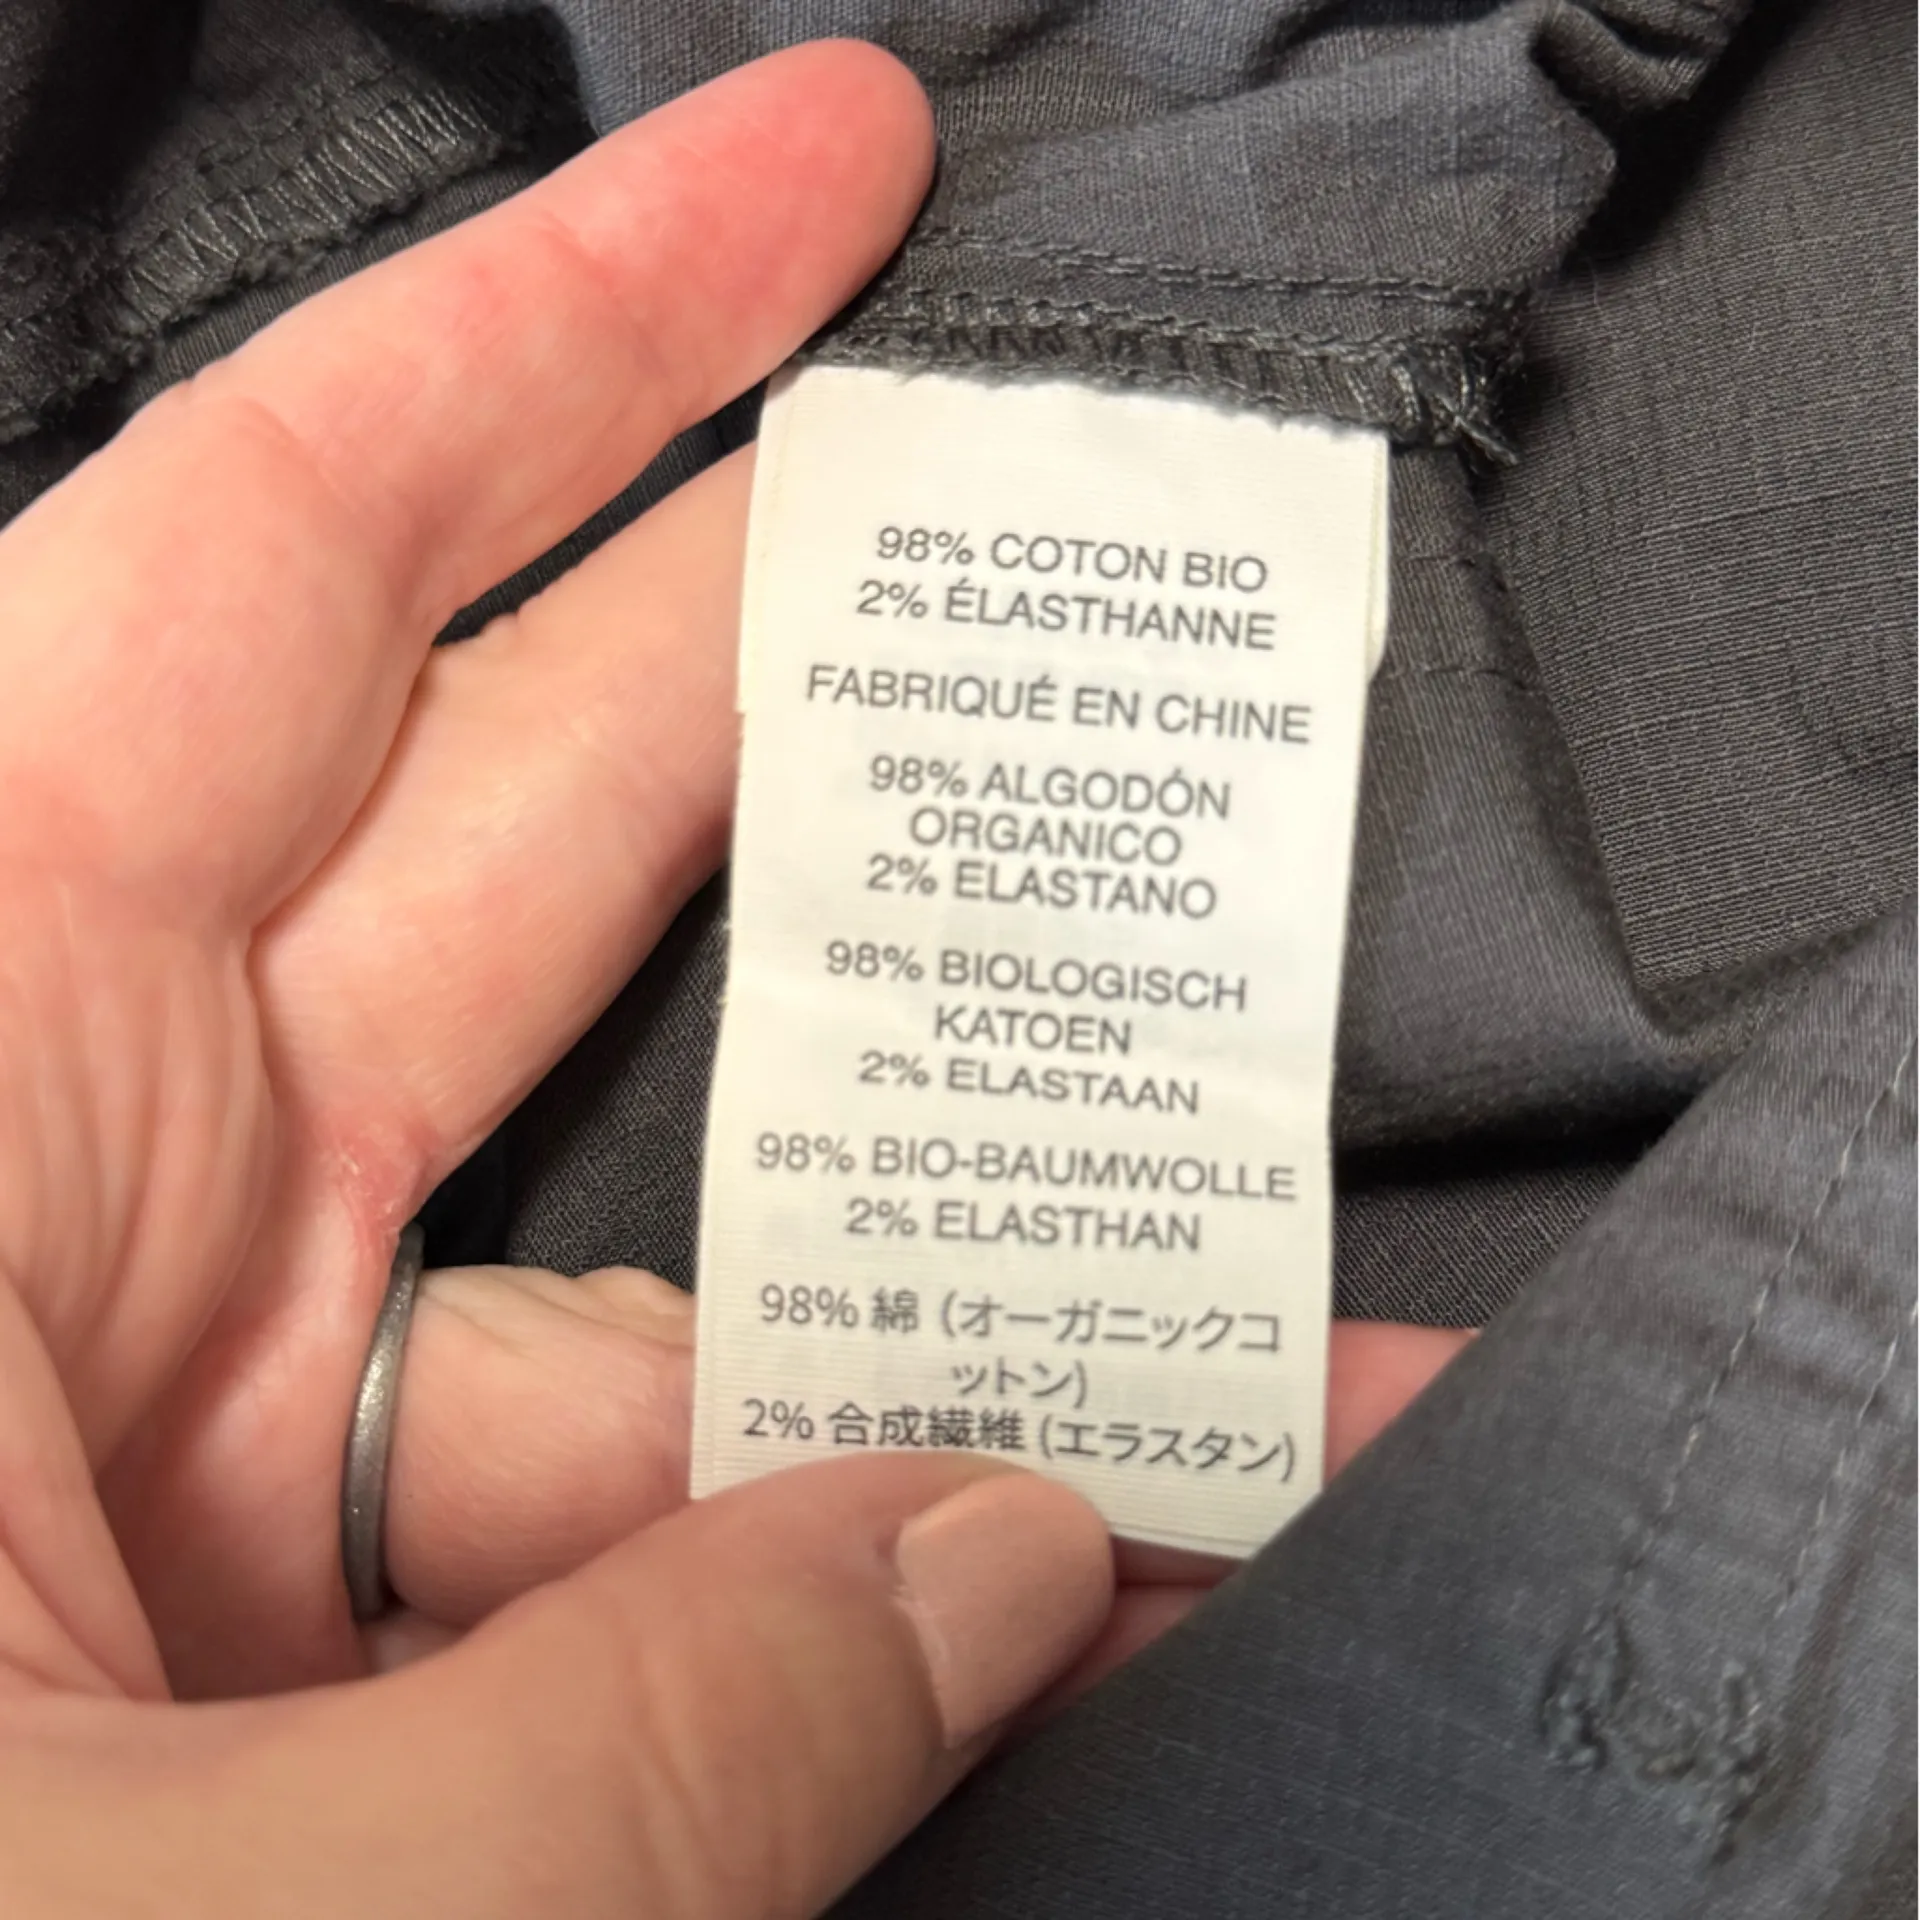 98% COTON BIO
2% ÉLASTHANNE
FABRIQUÉ EN CHINE
98% ALGODÓN
ORGANICO
2% ELASTANO
98% BIOLOGISCH
KATOEN
2% ELASTAAN
98% BIO-BAUMWOLLE
2% ELASTHAN
98% 綿 (オーガニックコ
ットン)
2% 合成繊維 (エラスタン)